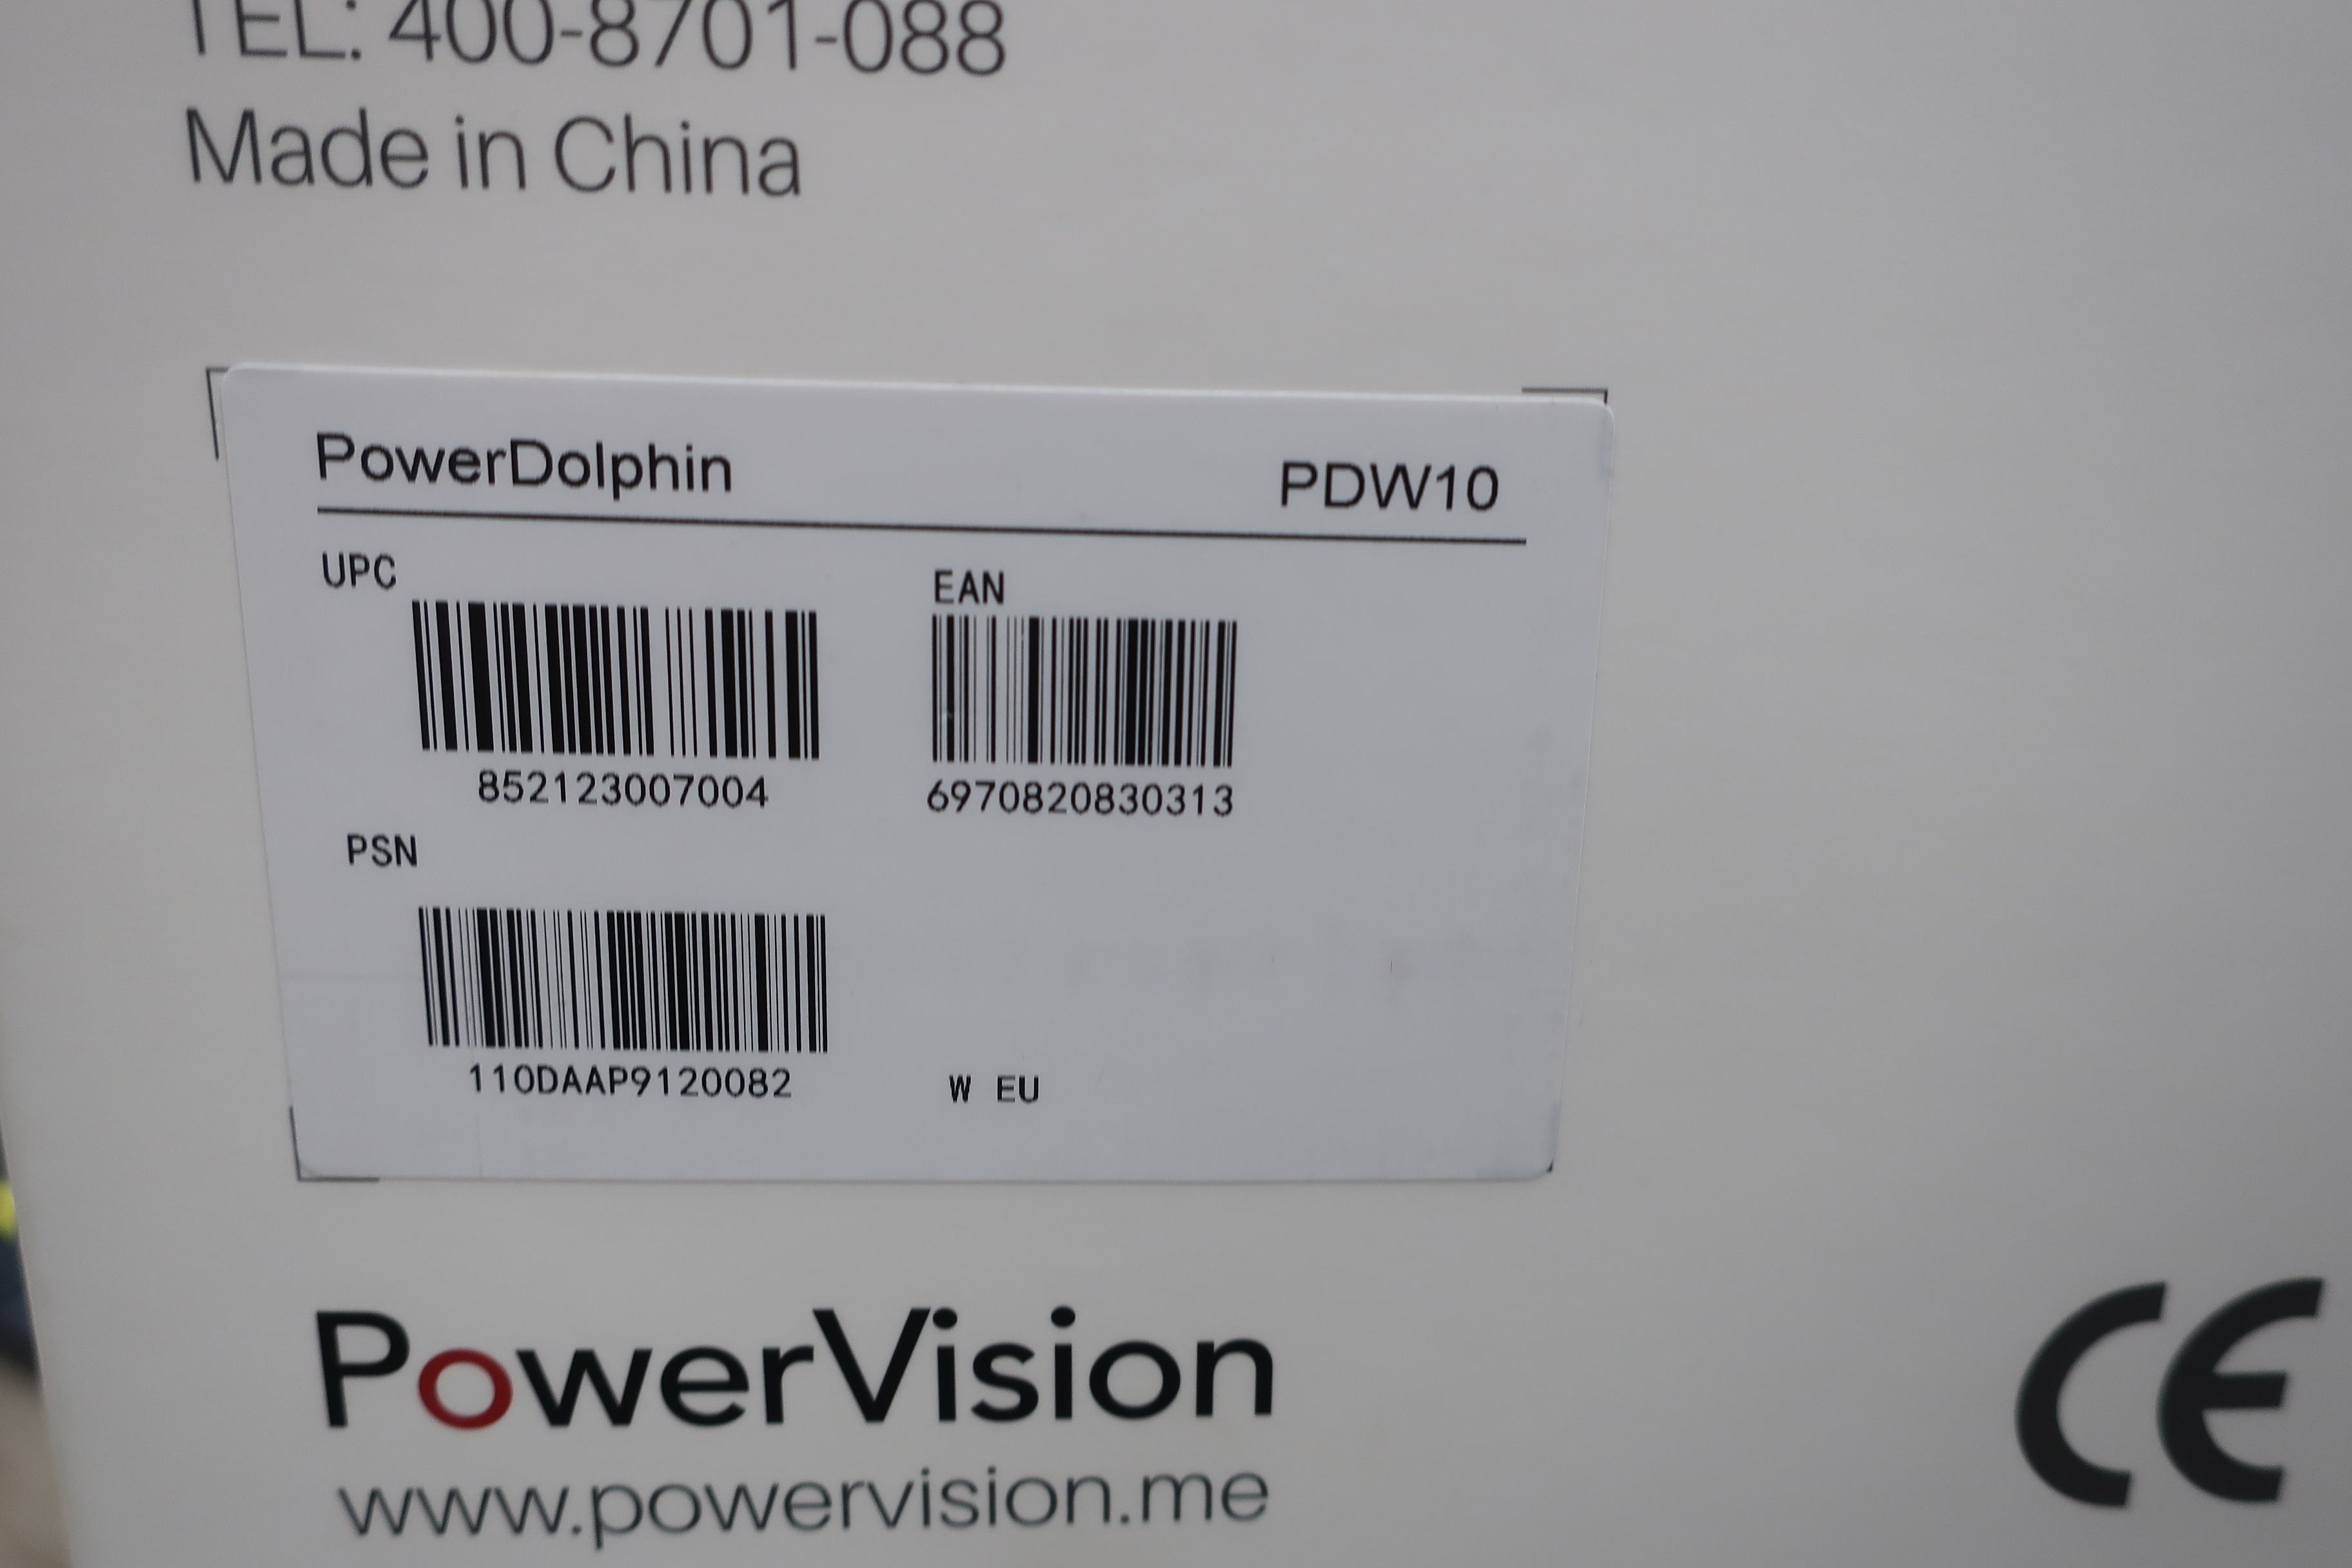 TEL: 400-8701-088
Made in China
PowerDolphin PDW10
UPC EAN
852123007004 6970820830313
PSN
110DAAP9120082 W EU
PowerVision
www.powervision.me
CE